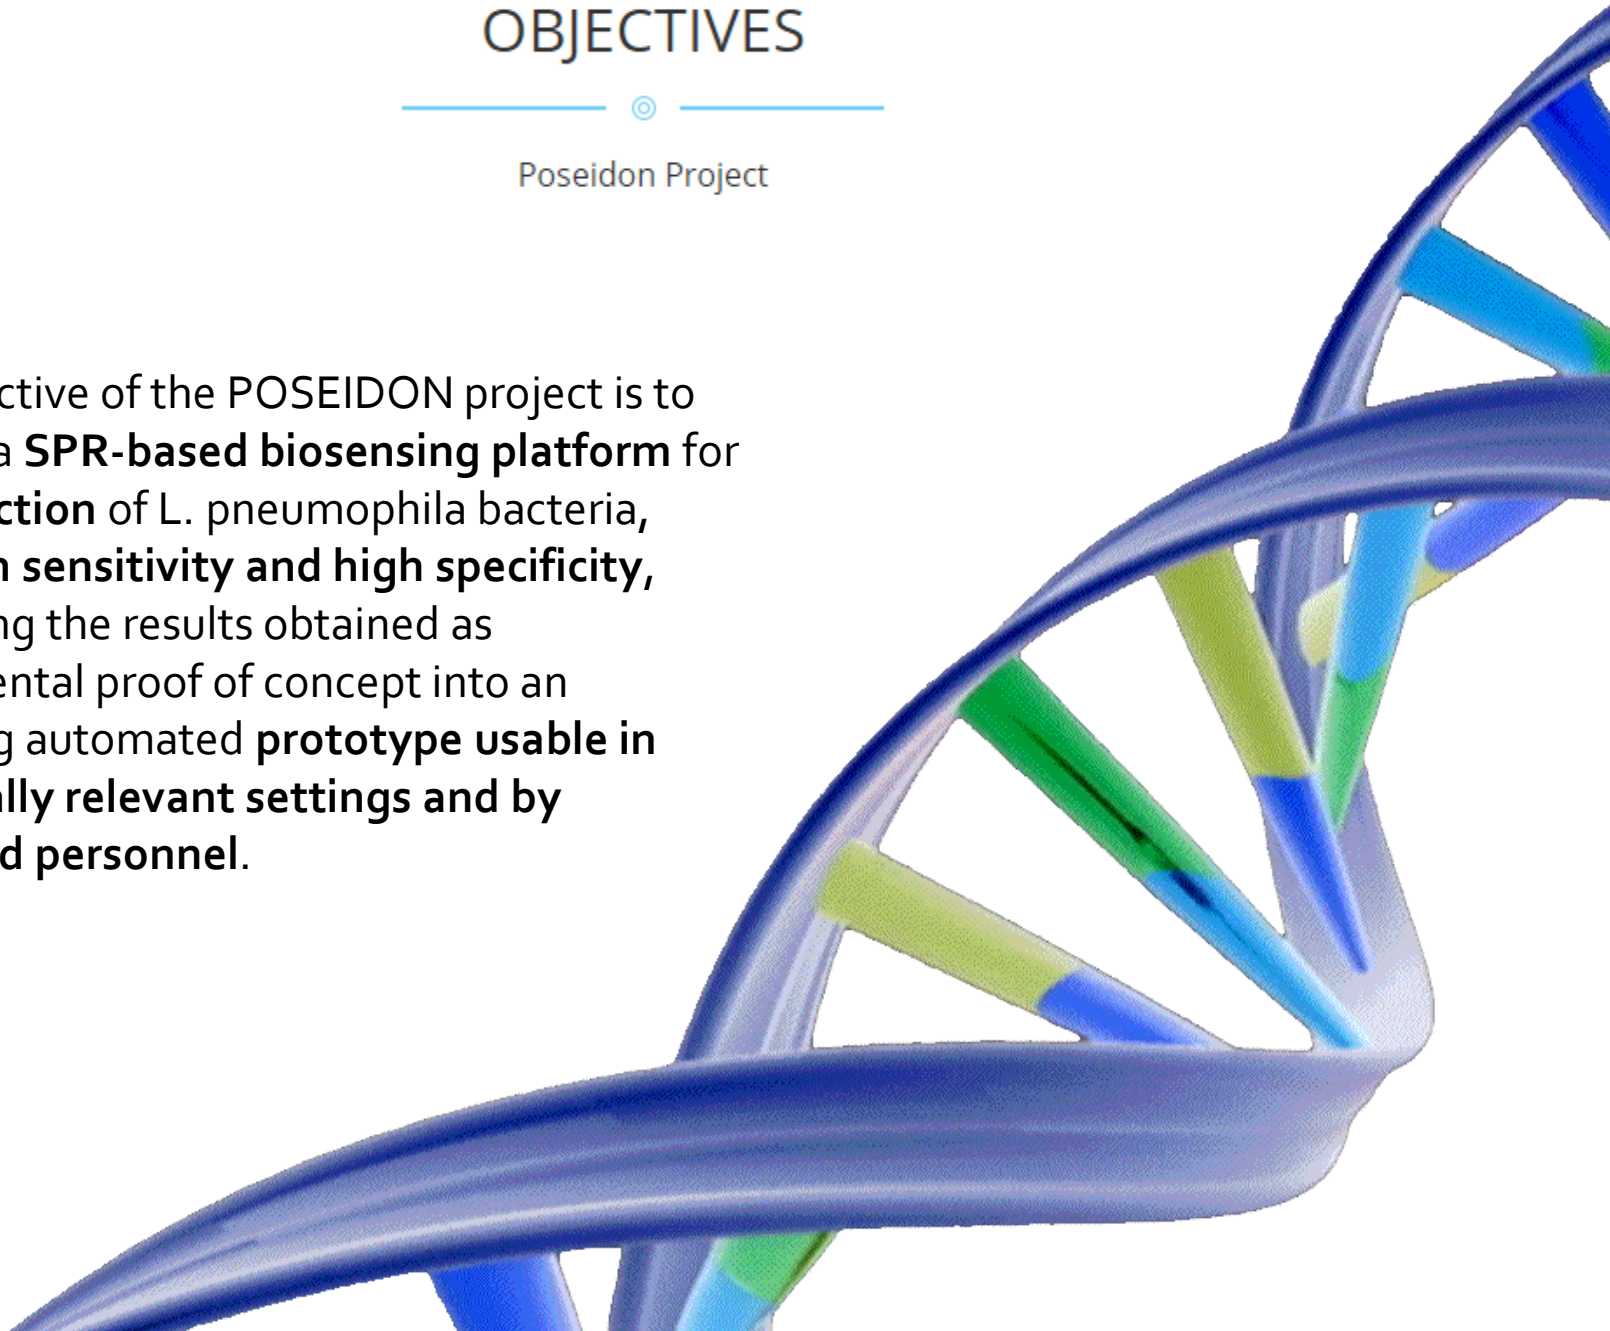 OBJECTIVES
Poseidon Project
ctive of the POSEIDON project is to
a SPR-based biosensing platform for
ction of L. pneumophila bacteria,
n sensitivity and high specificity,
ng the results obtained as
ental proof of concept into an
g automated prototype usable in
ally relevant settings and by
d personnel.